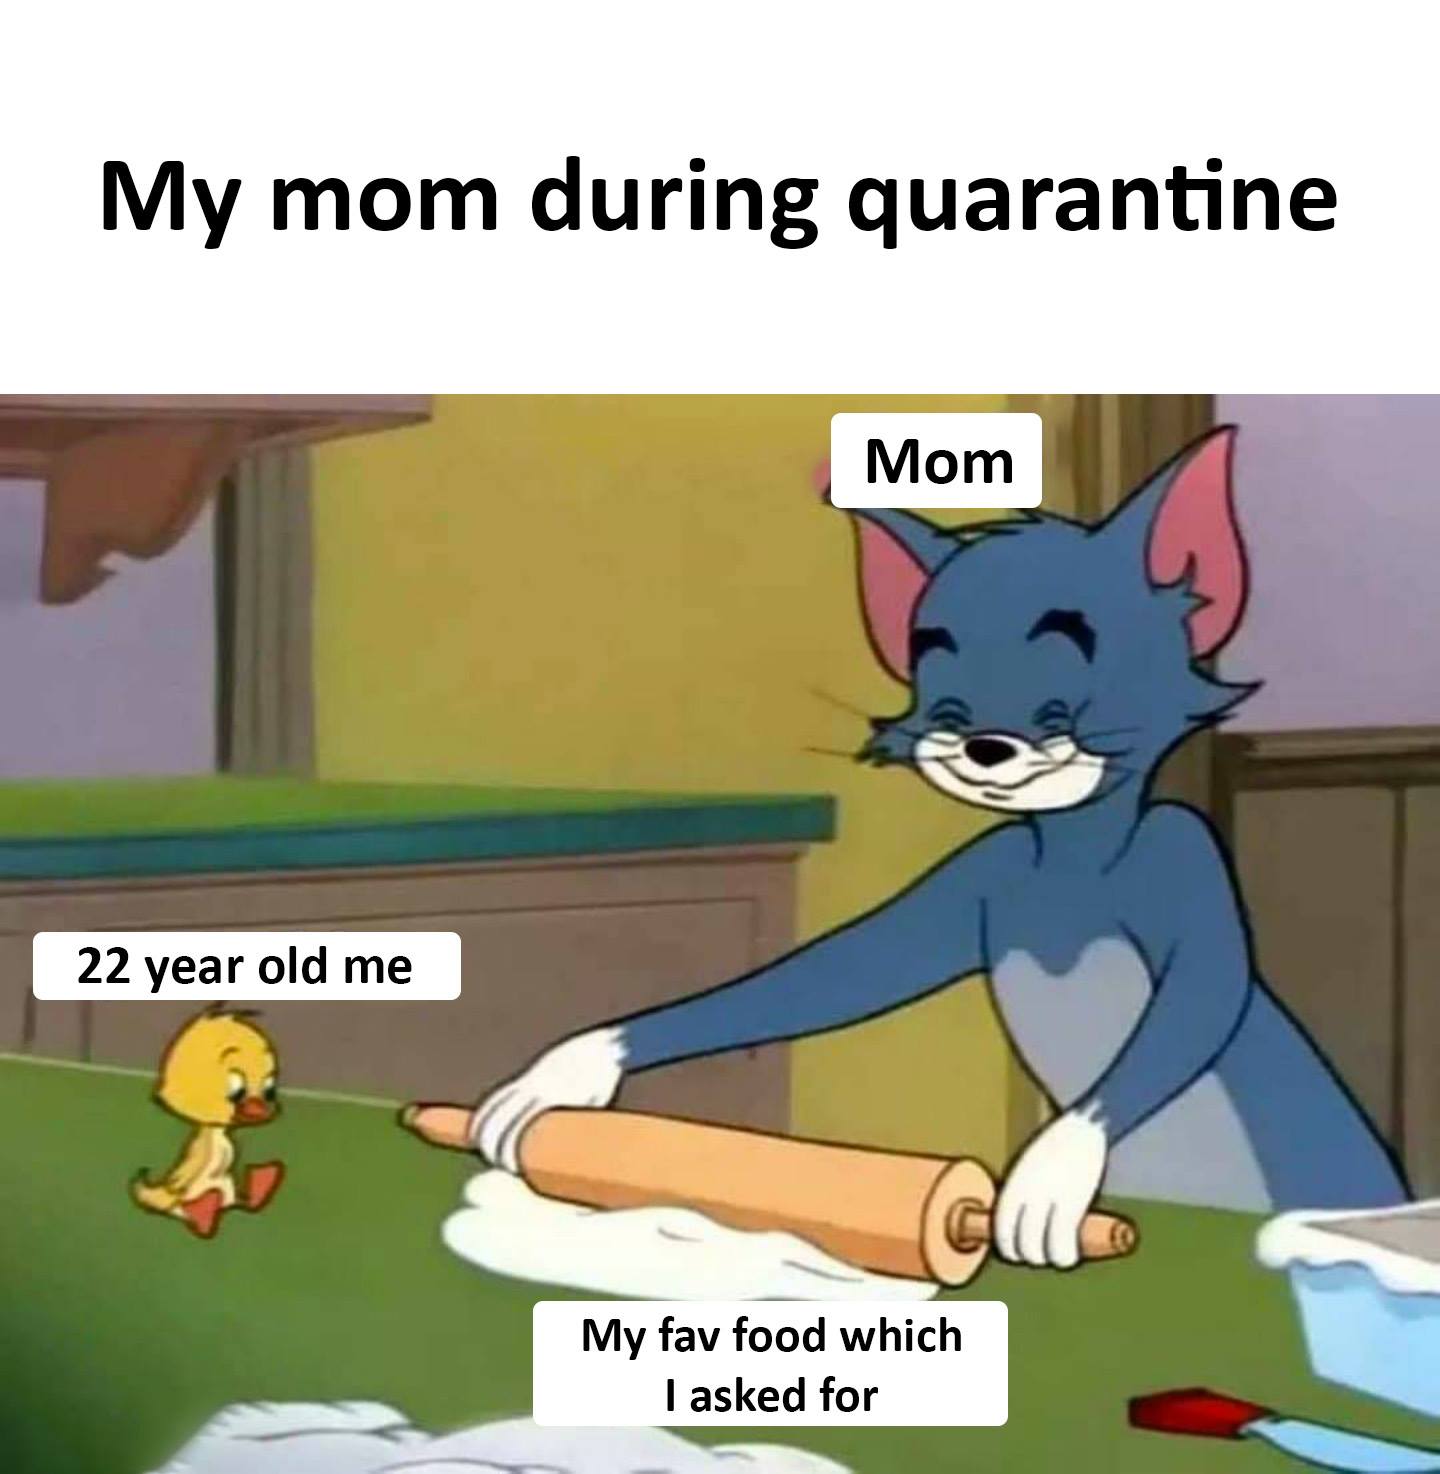 My mom during quarantine
Mom
22 year old me
My fav food which
I asked for